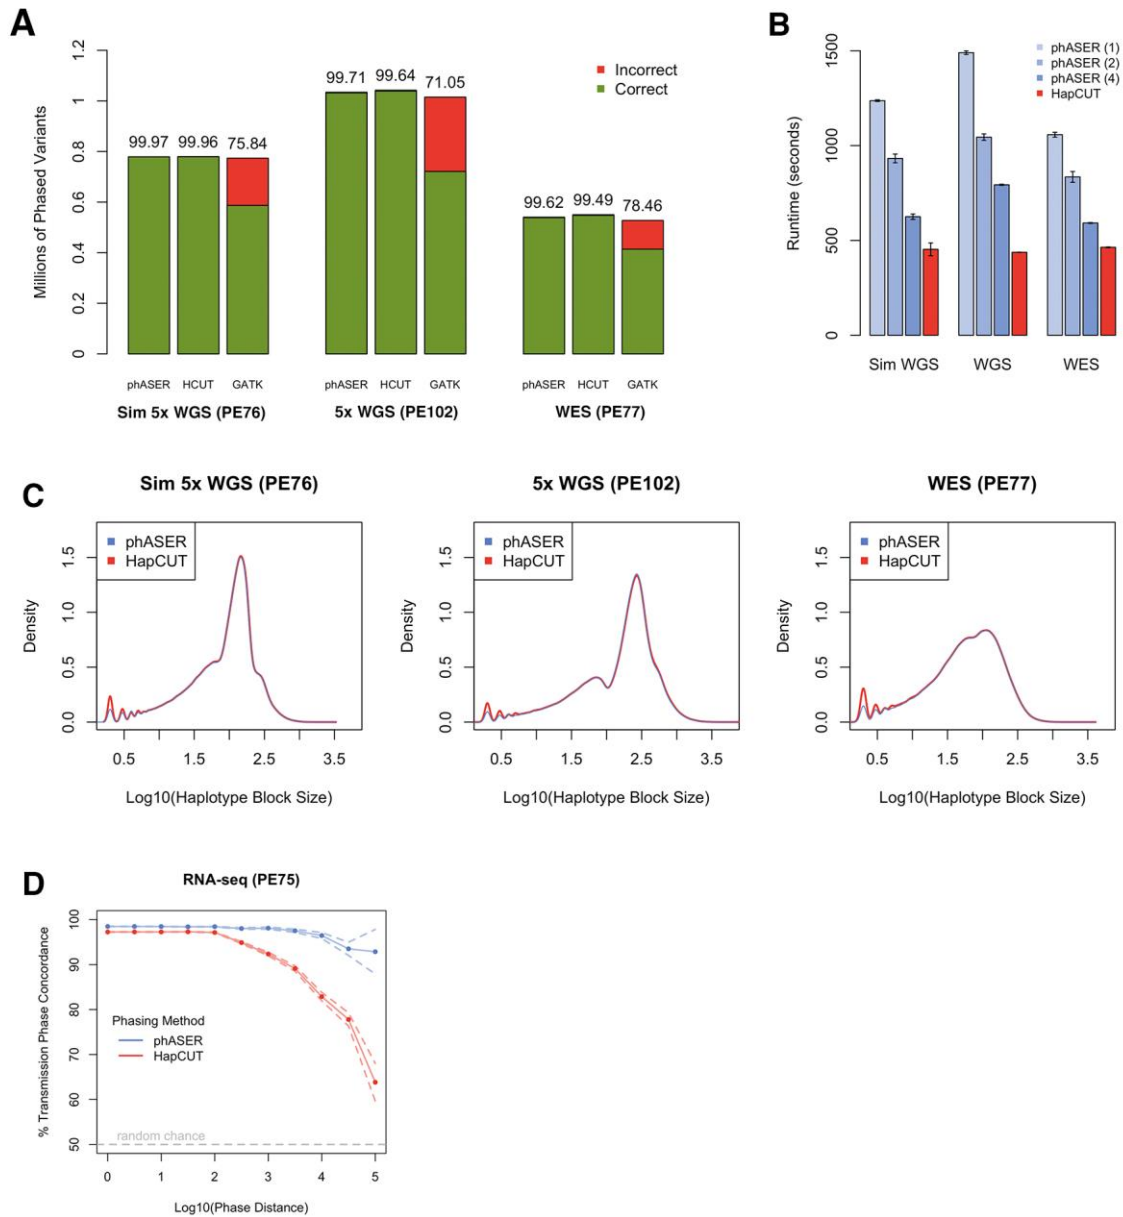 A
Millions of Phased Variants
1.2
1
0.8
0.6
0.4
0.2
0
Incorrect
Correct
99.97
99.96
75.84
99.71
99.64
71.05
99.62
99.49
78.46
phASER
HCUT
GATK
phASER
HCUT
GATK
phASER
HCUT
GATK
Sim 5x WGS (PE76)
5x WGS (PE102)
WES (PE77)
B
Runtime (seconds)
1500
1000
500
0
phASER (1)
phASER (2)
phASER (4)
HapCUT
Sim WGS
WGS
WES
C
Sim 5x WGS (PE76)
phASER
HapCUT
Density
1.5
1.0
0.5
0.0
0.5
1.5
2.5
3.5
Log10(Haplotype Block Size)
5x WGS (PE102)
phASER
HapCUT
Density
1.5
1.0
0.5
0.0
0.5
1.5
2.5
3.5
Log10(Haplotype Block Size)
WES (PE77)
phASER
HapCUT
Density
1.5
1.0
0.5
0.0
0.5
1.5
2.5
3.5
Log10(Haplotype Block Size)
D
RNA-seq (PE75)
% Transmission Phase Concordance
100
90
80
70
60
50
Phasing Method
phASER
HapCUT
random chance
0
1
2
3
4
5
Log10(Phase Distance)